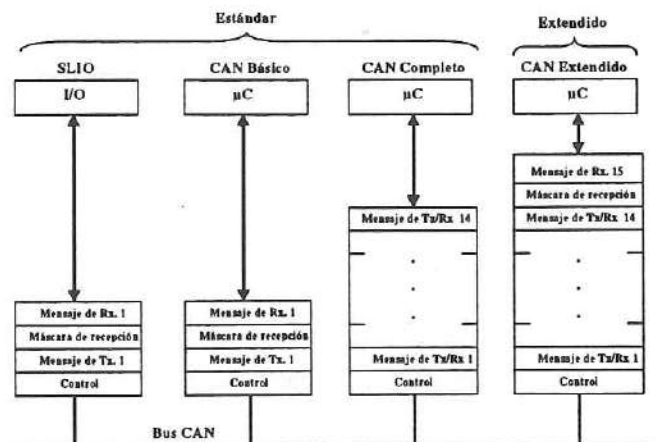 Estándar
Extendido
SLIO
CAN Básico
CAN Completo
CAN Extendido
I/O
µC
µC
µC
Mensaje de Rx. 15
Máscara de recepción
Mensaje de Tx/Rx 14
Mensaje de Tx/Rx 14
Mensaje de Rx. 1
Máscara de recepción
Mensaje de Tx. 1
Control
Mensaje de Rx. 1
Máscara de recepción
Mensaje de Tx. 1
Control
Mensaje de Tx/Rx 1
Control
Mensaje de Tx/Rx 1
Control
Bus CAN